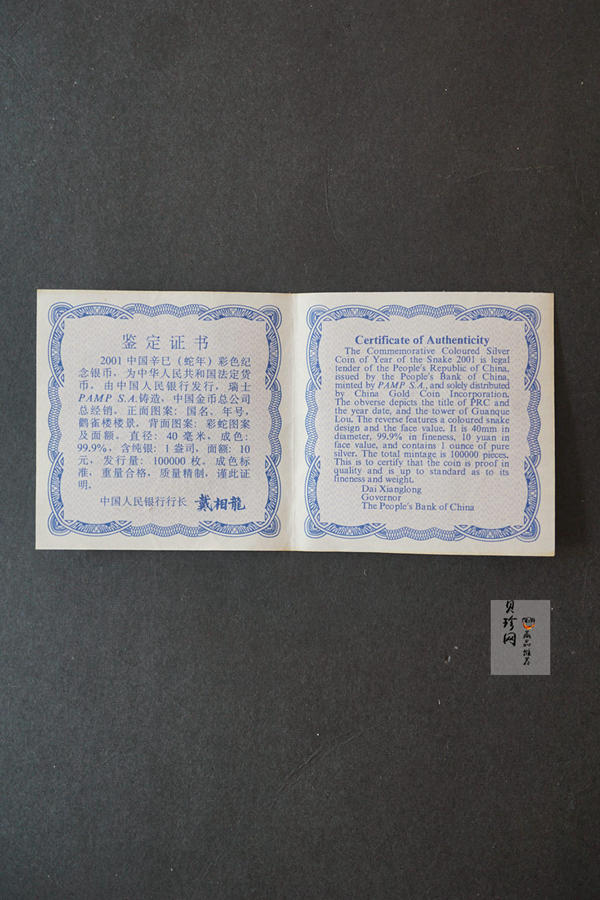 鉴定证书
2001 中国辛巳（蛇年）彩色纪
念银币，为中华人民共和国法定货
币，由中国人民银行发行，瑞士
PAMP S.A.铸造，中国金币总公司
总经销，正面图案：国名、年号，
鹳雀楼楼景，背面图案：彩蛇图案
及面额。直径：40 毫米，成色：
99.9%，含纯银：1 盎司，面额：10
元，发行量：100000 枚。成色标
准，重量合格，质量精制，谨此证
明。
中国人民银行行长 戴相龍
Certificate of Authenticity
The Commemorative Coloured Silver
Coin of Year of the Snake 2001 is legal
tender of the People's Republic of China,
issued by the People's Bank of China,
minted by PAMP S.A., and solely distributed
by China Gold Coin Incorporation.
The obverse depicts the title of PRC and
the year date, and the tower of Guanque
Lou. The reverse features a coloured snake
design and the face value. It is 40mm in
diameter, 99.9% in fineness, 10 yuan in
face value, and contains 1 ounce of pure
silver. The total mintage is 100000 pieces.
This is to certify that the coin is proof in
quality and is up to standard as to its
fineness and weight.
Dai Xianglong
Governor
The People's Bank of China
贝珍网
商品推荐